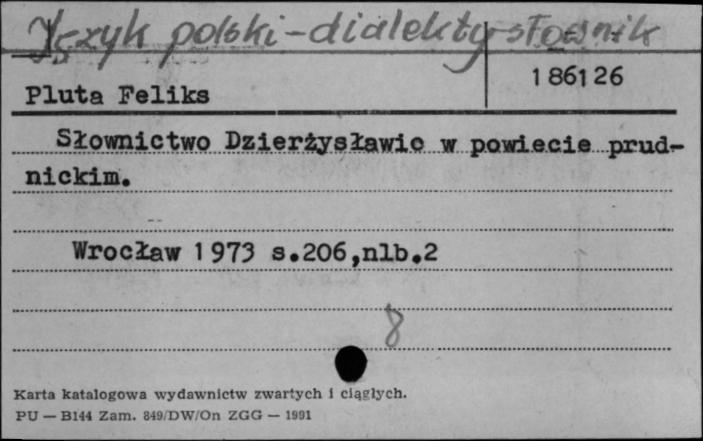 Język polski - dialekty - słownik
186126
Pluta Feliks
Słownictwo Dzierżysławic w powiecie prud-
nickim.
Wrocław 1973 s.206,nlb.2
8
Karta katalogowa wydawnictw zwartych i ciągłych.
PU — B144 Zam. 849/DW/On ZGG — 1991